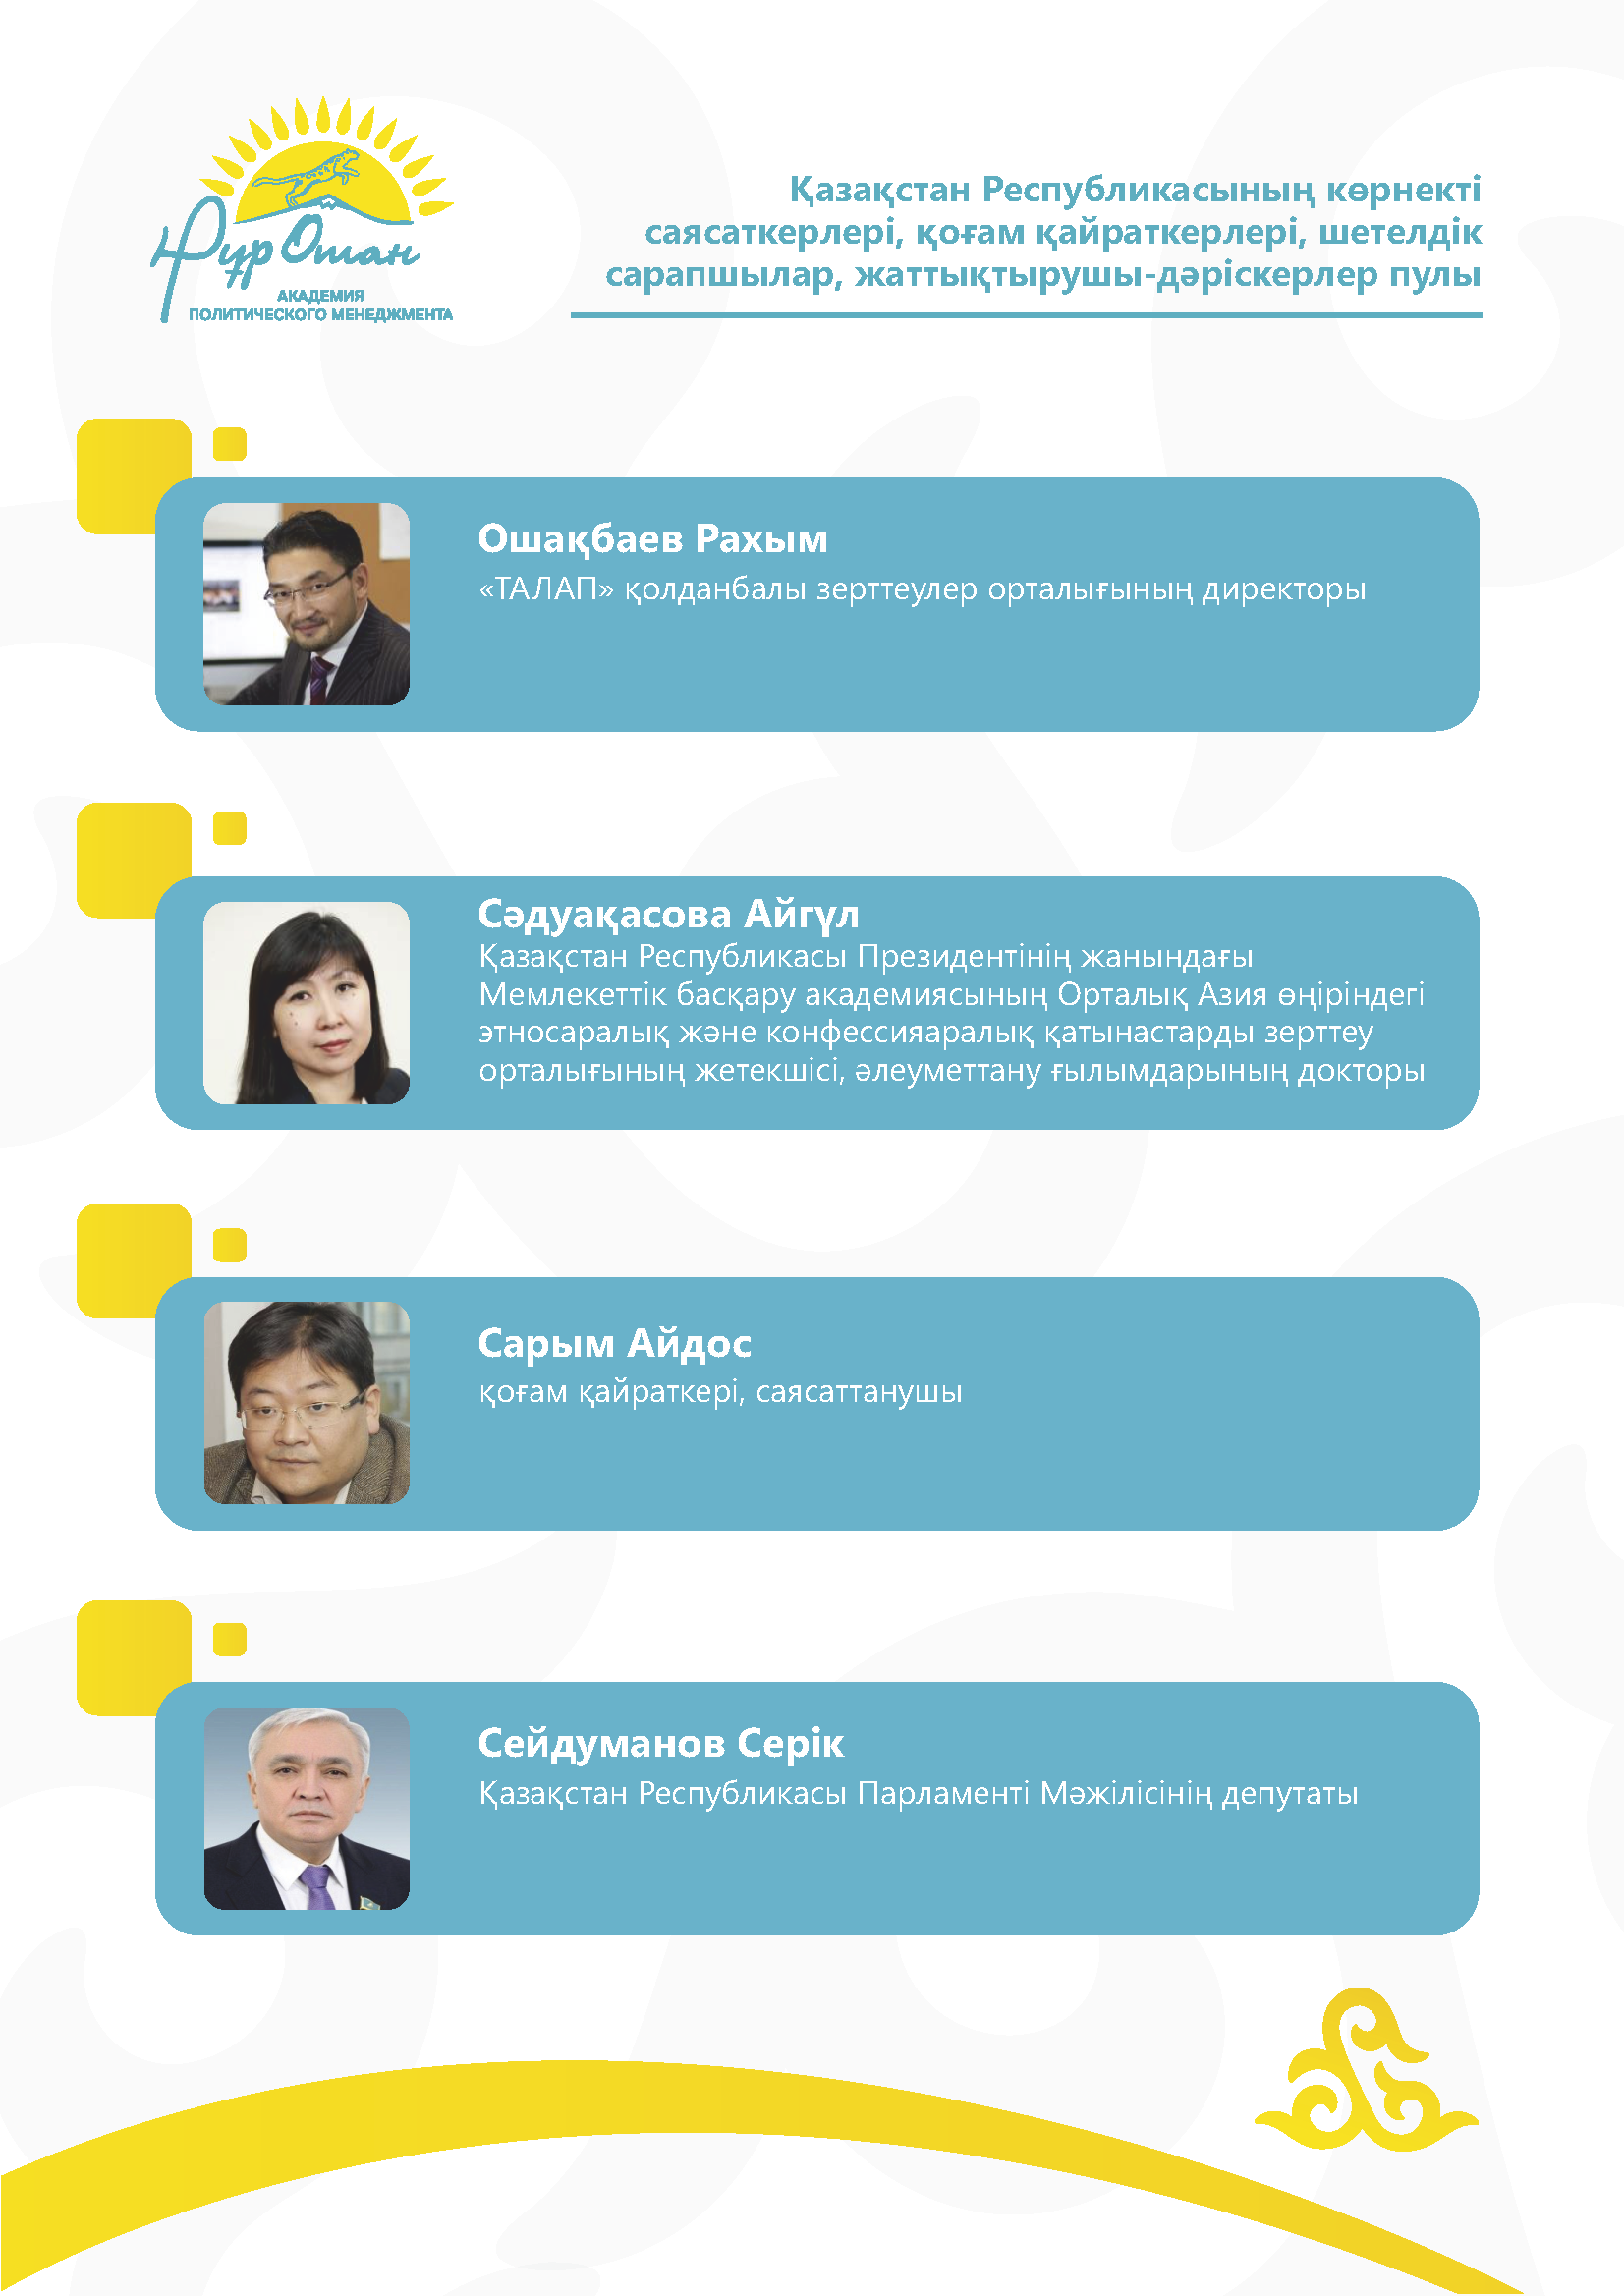 Нұр Отан
АКАДЕМИЯ
ПОЛИТИЧЕСКОГО МЕНЕДЖМЕНТА
Қазақстан Республикасының көрнекті
саясаткерлері, қоғам қайраткерлері, шетелдік
сарапшылар, жаттықтырушы-дәріскерлер пулы
Ошақбаев Рахым
«ТАЛАП» қолданбалы зерттеулер орталығының директоры
Сәдуақасова Айгүл
Қазақстан Республикасы Президентінің жанындағы
Мемлекеттік басқару академиясының Орталық Азия өңіріндегі
этносаралық және конфессияаралық қатынастарды зерттеу
орталығының жетекшісі, әлеуметтану ғылымдарының докторы
Сарым Айдос
қоғам қайраткері, саясаттанушы
Сейдуманов Серік
Қазақстан Республикасы Парламенті Мәжілісінің депутаты